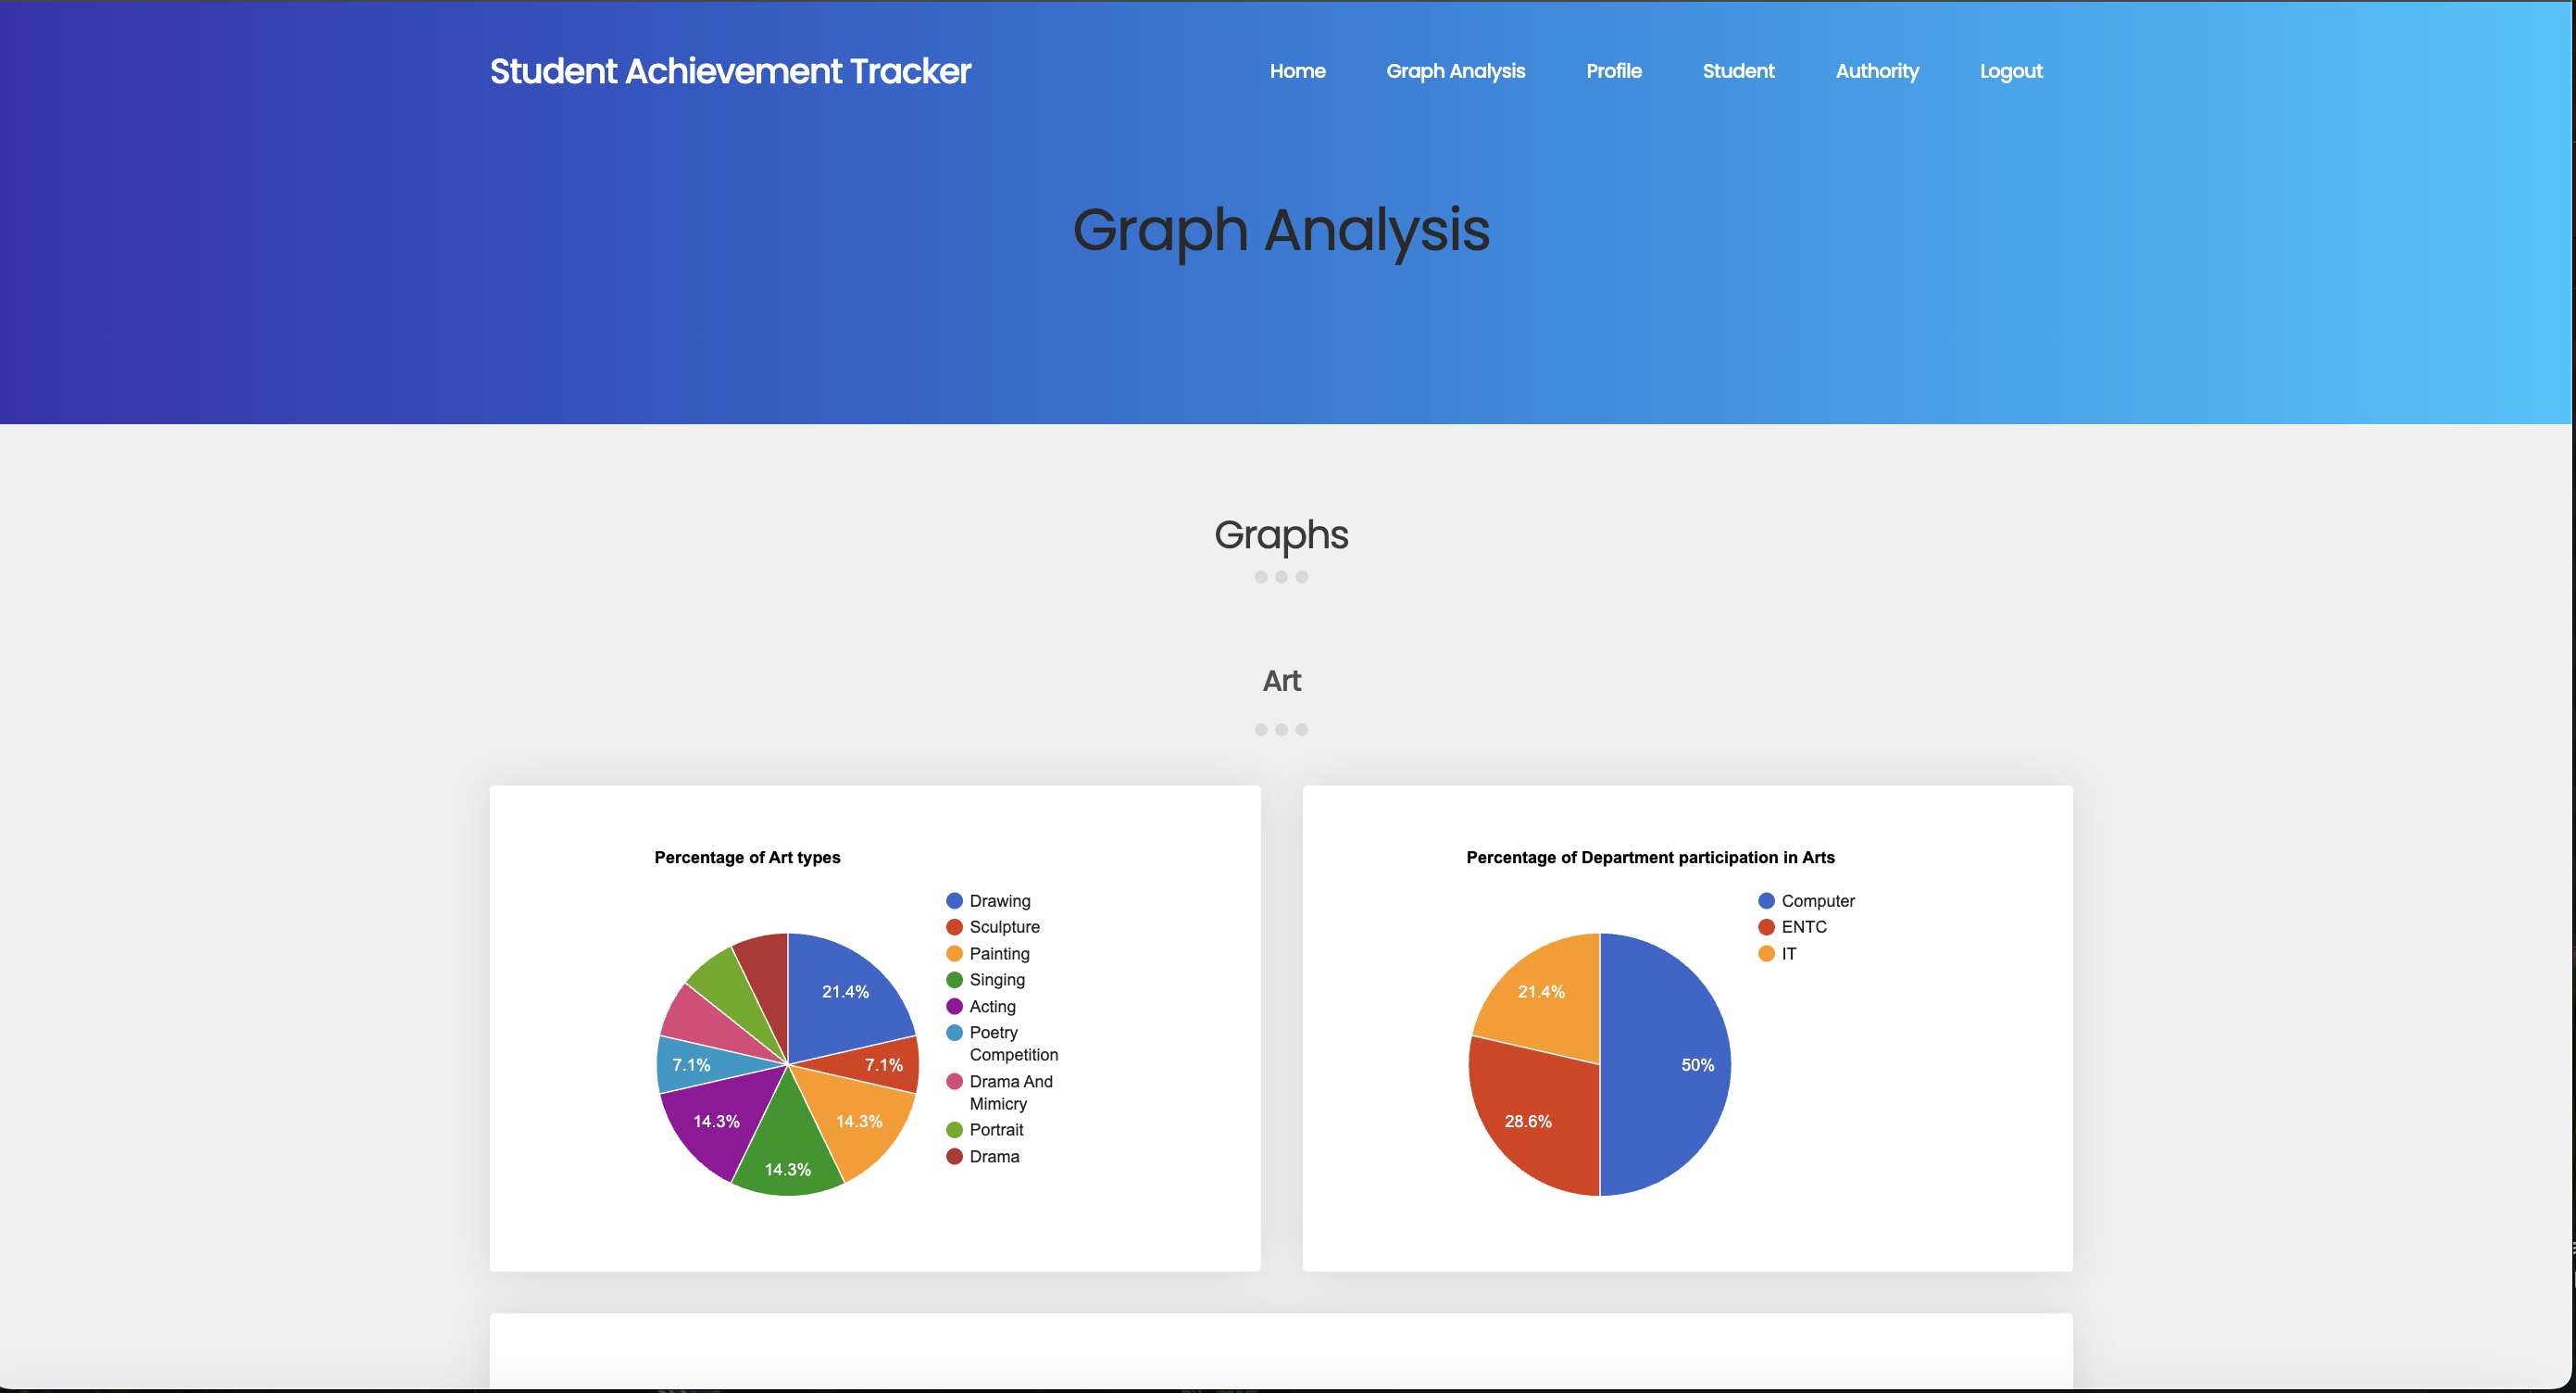 Student Achievement Tracker
Home Graph Analysis Profile Student Authority Logout
Graph Analysis
Graphs
Art
Percentage of Art types
21.4%
7.1%
14.3%
14.3%
14.3%
7.1%
Drawing
Sculpture
Painting
Singing
Acting
Poetry
Competition
Drama And
Mimicry
Portrait
Drama
Percentage of Department participation in Arts
50%
28.6%
21.4%
Computer
ENTC
IT